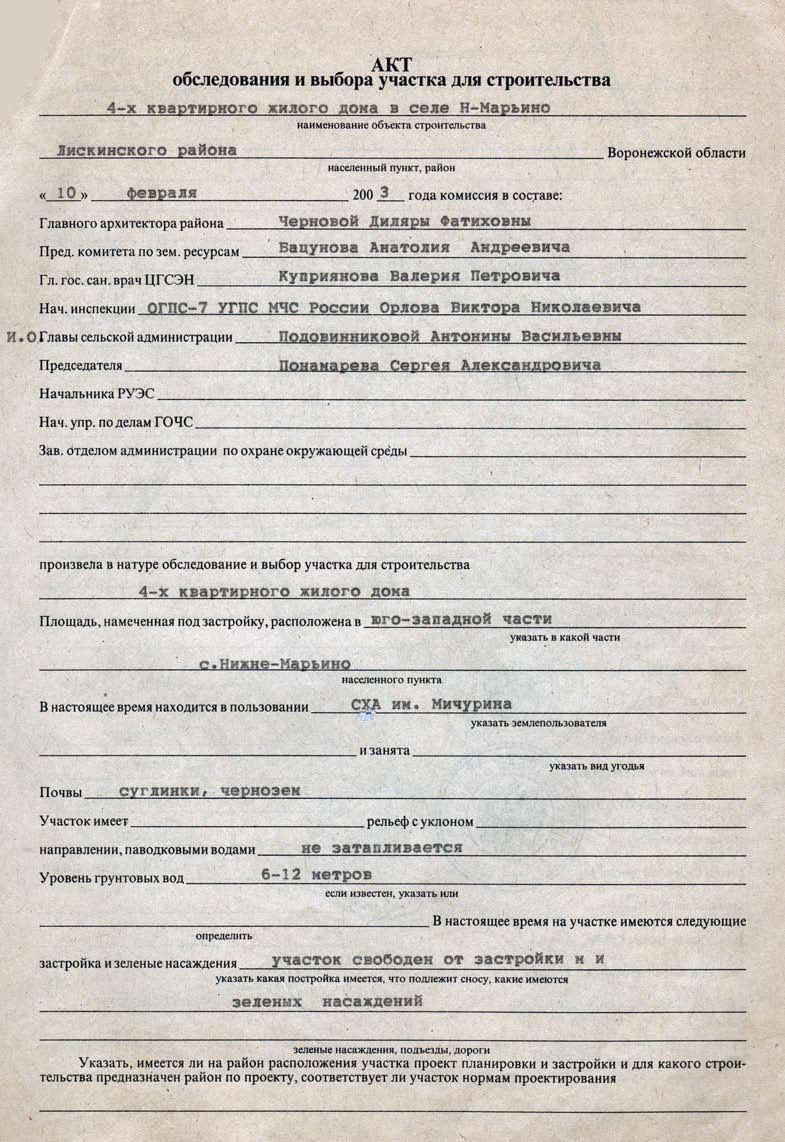 АКТ
обследования и выбора участка для строительства
4-х квартирного жилого дома в селе Н-Марьино
наименование объекта строительства
Лискинского района Воронежской области
населенный пункт, район
« 10 » февраля 200 3 года комиссия в составе:
Главного архитектора района Черновой Диляры Фатиховны
Пред. комитета по зем. ресурсам Бацунова Анатолия Андреевича
Гл. гос. сан. врач ЦГСЭН Куприянова Валерия Петровича
Нач. инспекции ОГПС-7 УГПС МЧС России Орлова Виктора Николаевича
И.О. Главы сельской администрации Подовинниковой Антонины Васильевны
Председателя Понамарева Сергея Александровича
Начальника РУЭС
Нач. упр. по делам ГОЧС
Зав. отделом администрации по охране окружающей среды
произвела в натуре обследование и выбор участка для строительства
4-х квартирного жилого дома
Площадь, намеченная под застройку, расположена в юго-западной части
указать в какой части
с.Нижне-Марьино
населенного пункта
В настоящее время находится в пользовании СХА им. Мичурина
указать землепользователя
и занята
указать вид угодья
Почвы суглинки, чернозем
Участок имеет рельеф с уклоном
направлении, паводковыми водами не затапливается
Уровень грунтовых вод 6-12 метров
если известен, указать или
В настоящее время на участке имеются следующие
определить
застройка и зеленые насаждения участок свободен от застройки м и
указать какая постройка имеется, что подлежит сносу, какие имеются
зеленых насаждений
зеленые насаждения, подъезды, дороги
Указать, имеется ли на район расположения участка проект планировки и застройки и для какого строи-
тельства предназначен район по проекту, соответствует ли участок нормам проектирования